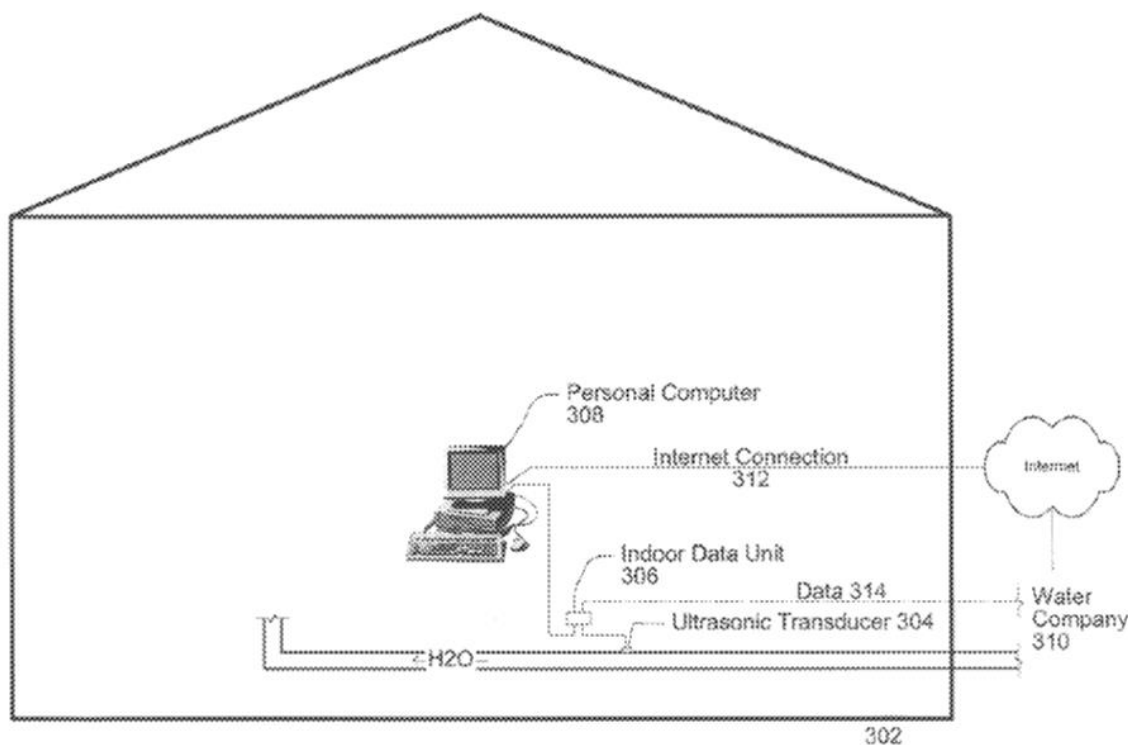 Personal Computer
308
Internet Connection
312
Internet
Indoor Data Unit
306
Data 314
Water
Company
310
Ultrasonic Transducer 304
H2O
302